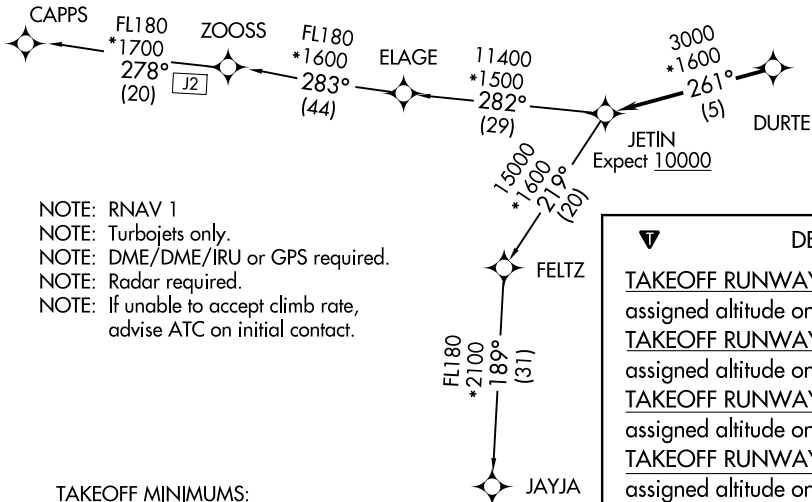 CAPPS
FL180
*1700
278°
(20)
J2
ZOOSS
FL180
*1600
283°
(44)
ELAGE
11400
*1500
282°
(29)
3000
*1600
261°
(5)
DURTE
JETIN
Expect 10000
15000
*1600
219°
(20)
FELTZ
FL180
*2100
189°
(31)
JAYJA
NOTE: RNAV 1
NOTE: Turbojets only.
NOTE: DME/DME/IRU or GPS required.
NOTE: Radar required.
NOTE: If unable to accept climb rate,
advise ATC on initial contact.
TAKEOFF MINIMUMS:
T
DE
TAKEOFF RUNWAY
assigned altitude on
TAKEOFF RUNWAY
assigned altitude on
TAKEOFF RUNWAY
assigned altitude on
TAKEOFF RUNWAY
assigned altitude on